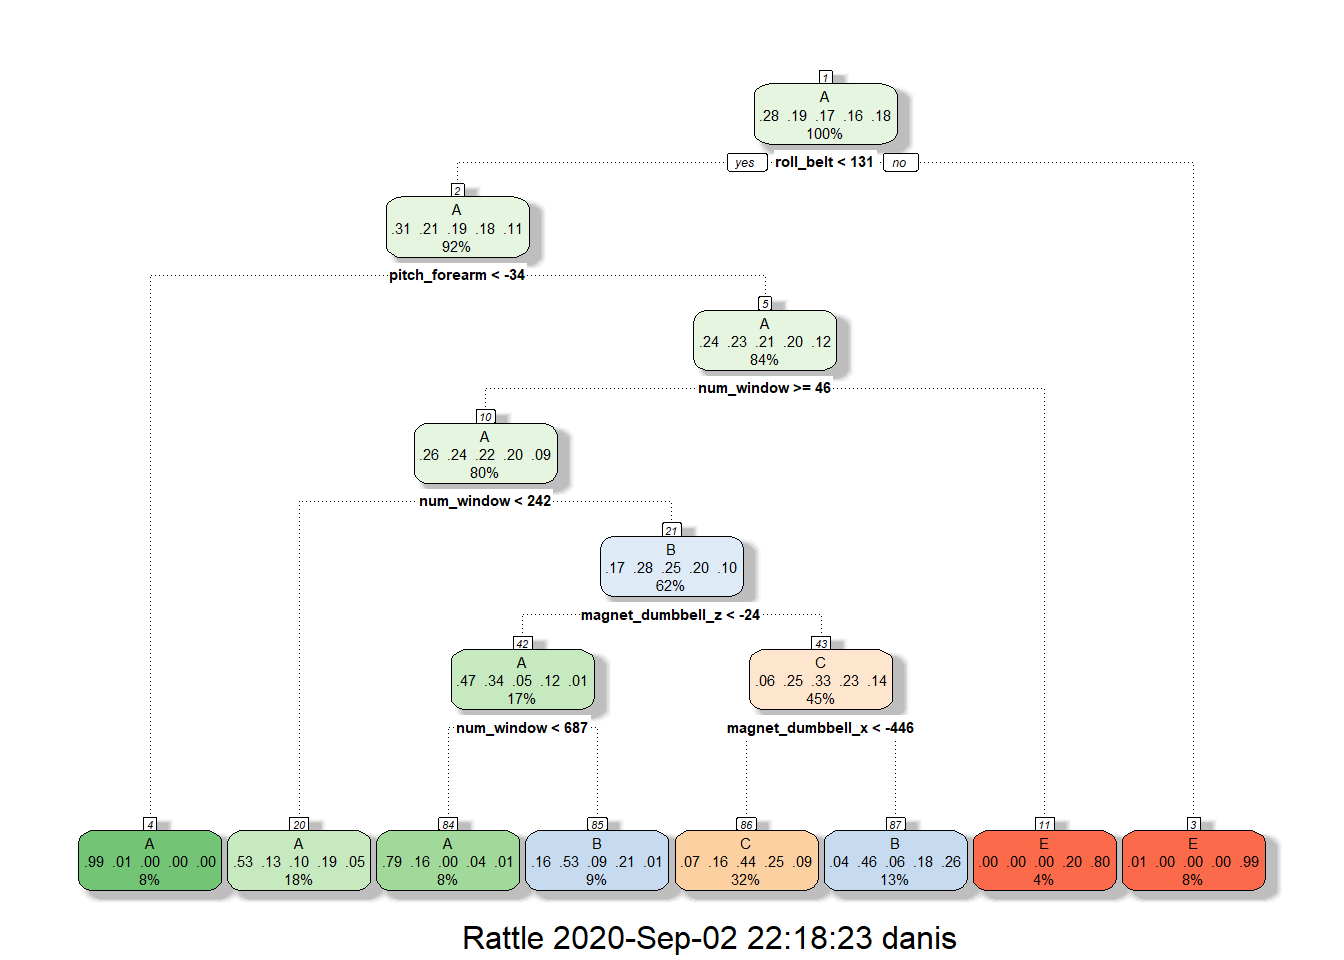 1
A
.28 .19 .17 .16 .18
100%
yes roll_belt < 131 no
2
A
.31 .21 .19 .18 .11
92%
pitch_forearm < -34
5
A
.24 .23 .21 .20 .12
84%
num_window >= 46
10
A
.26 .24 .22 .20 .09
80%
num_window < 242
21
B
.17 .28 .25 .20 .10
62%
magnet_dumbbell_z < -24
42
A
.47 .34 .05 .12 .01
17%
num_window < 687
43
C
.06 .25 .33 .23 .14
45%
magnet_dumbbell_x < -446
4
A
.99 .01 .00 .00 .00
8%
20
A
.53 .13 .10 .19 .05
18%
84
A
.79 .16 .00 .04 .01
8%
85
B
.16 .53 .09 .21 .01
9%
86
C
.07 .16 .44 .25 .09
32%
87
B
.04 .46 .06 .18 .26
13%
11
E
.00 .00 .00 .20 .80
4%
3
E
.01 .00 .00 .00 .99
8%
Rattle 2020-Sep-02 22:18:23 danis